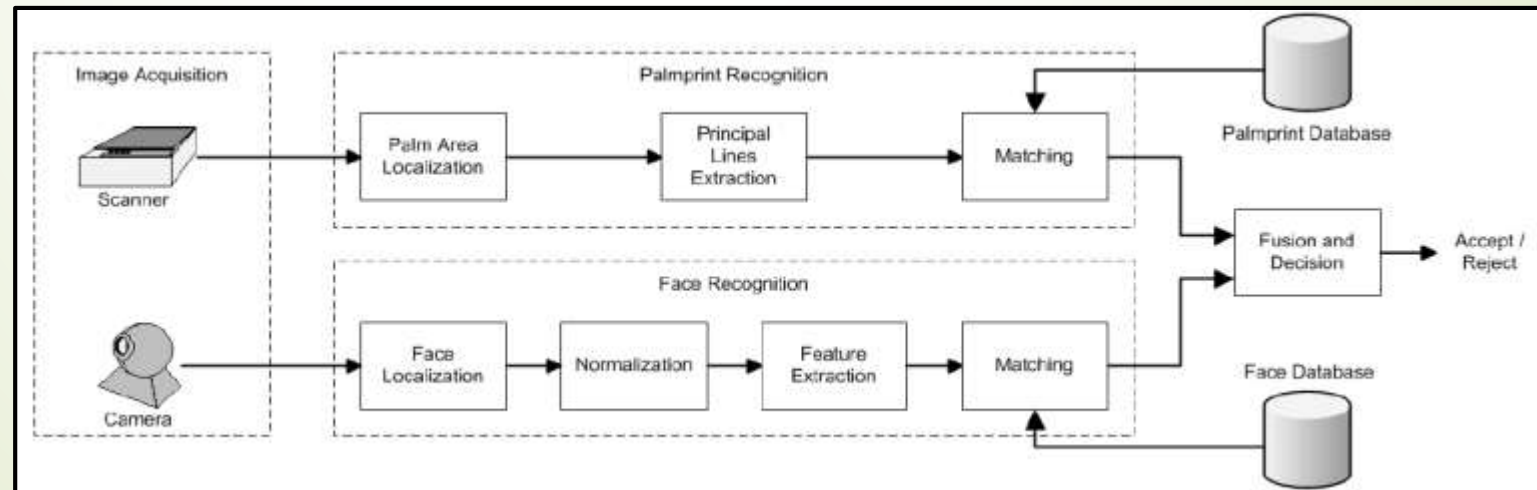 Image Acquisition
Scanner
Camera
Palmprint Recognition
Palm Area
Localization
Principal
Lines
Extraction
Matching
Palmprint Database
Face Recognition
Face
Localization
Normalization
Feature
Extraction
Matching
Face Database
Fusion and
Decision
Accept /
Reject